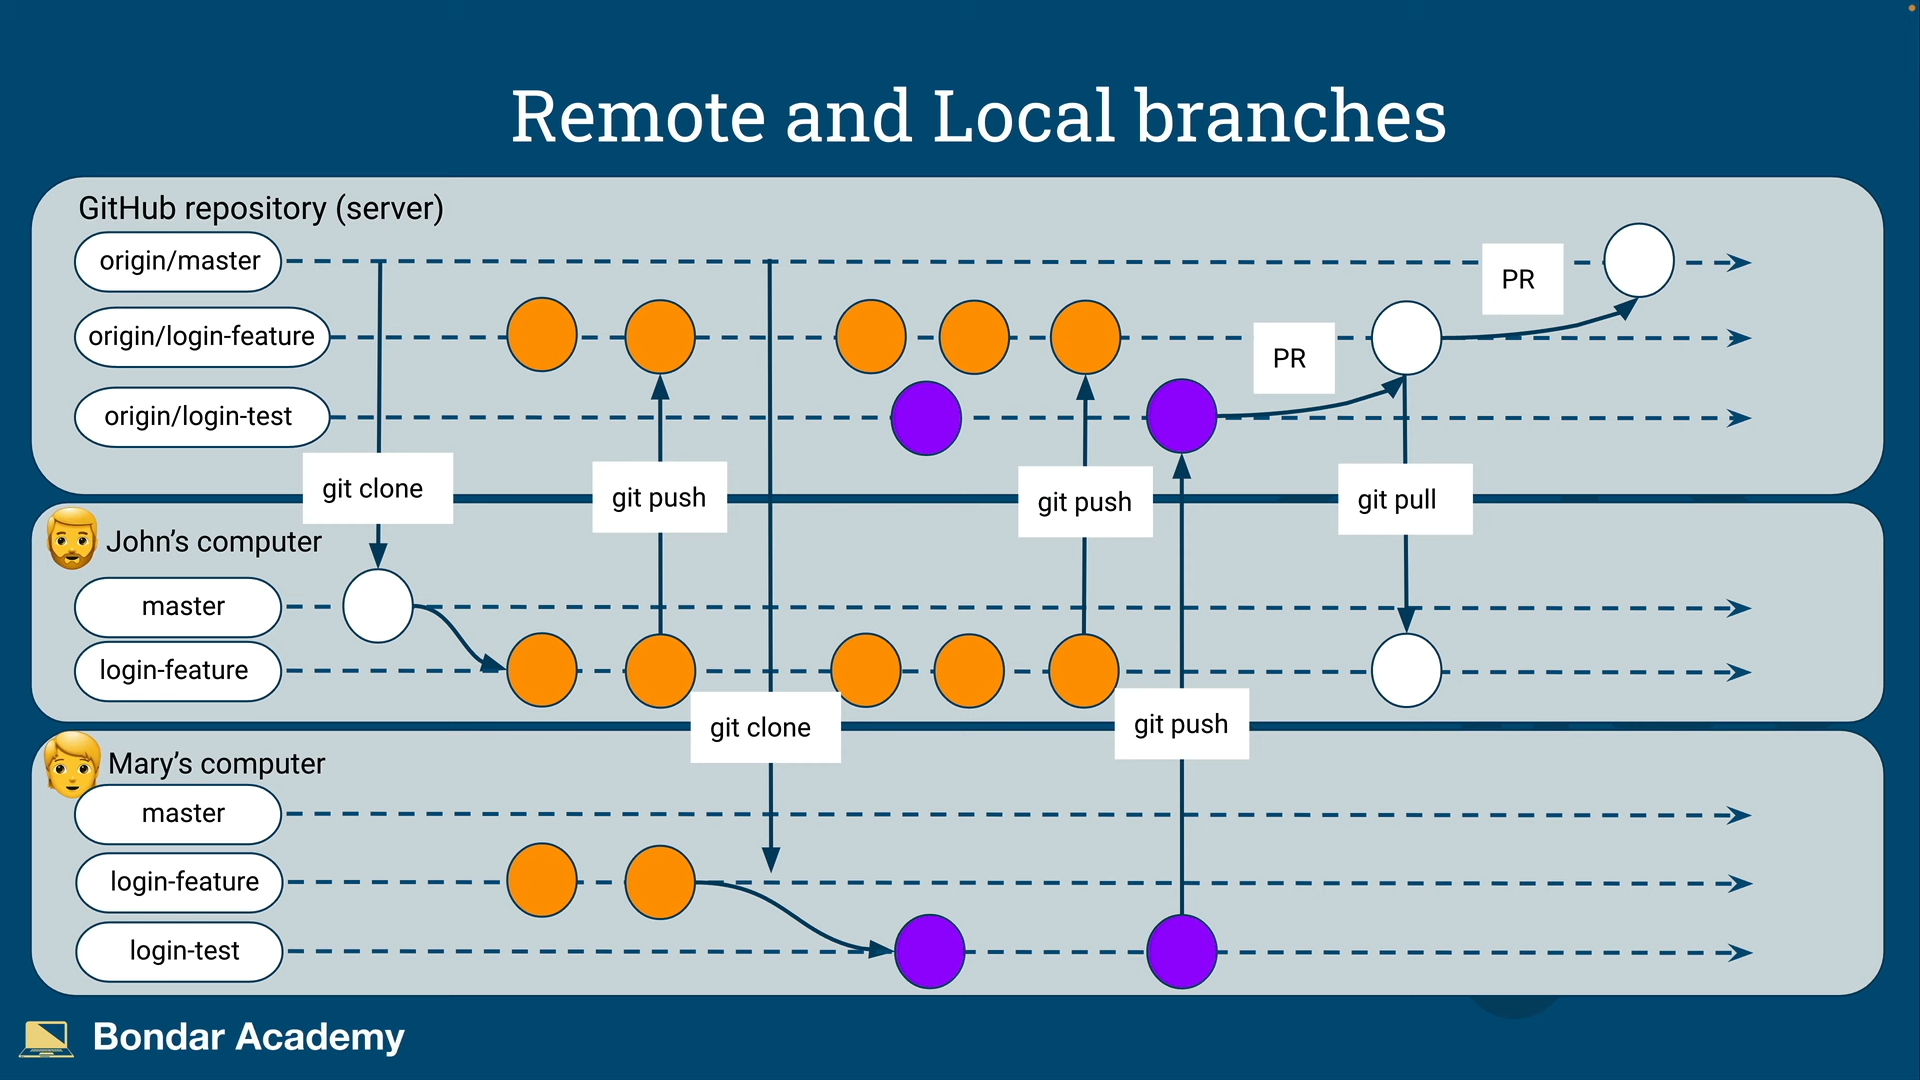 Remote and Local branches
GitHub repository (server)
origin/master
PR
origin/login-feature
PR
origin/login-test
git clone
git push
git push
git pull
John’s computer
master
login-feature
git clone
git push
Mary’s computer
master
login-feature
login-test
Bondar Academy